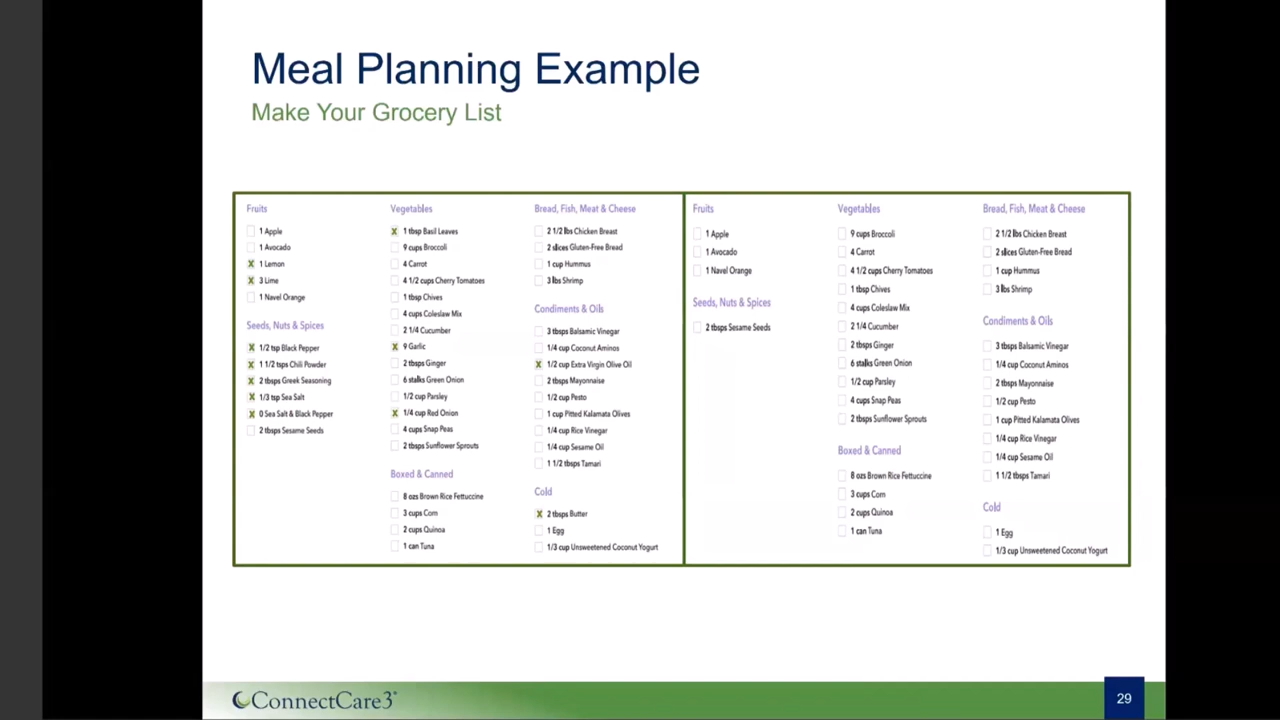 Meal Planning Example
Make Your Grocery List
Fruits
1 Apple
1 Avocado
X 1 Lemon
X 3 Lime
1 Navel Orange
Seeds, Nuts & Spices
X 1/2 tsp Black Pepper
X 1 1/2 tsps Chili Powder
X 2 tbsps Greek Seasoning
X 1/3 tsp Sea Salt
X 0 Sea Salt & Black Pepper
2 tbsps Sesame Seeds
Vegetables
X 1 tbsp Basil Leaves
9 cups Broccoli
4 Carrot
4 1/2 cups Cherry Tomatoes
1 tbsp Chives
4 cups Coleslaw Mix
2 1/4 Cucumber
X 9 Garlic
2 tbsps Ginger
6 stalks Green Onion
1/2 cup Parsley
X 1/4 cup Red Onion
4 cups Snap Peas
2 tbsps Sunflower Sprouts
Boxed & Canned
8 ozs Brown Rice Fettuccine
3 cups Corn
2 cups Quinoa
1 can Tuna
Bread, Fish, Meat & Cheese
2 1/2 lbs Chicken Breast
2 slices Gluten-Free Bread
1 cup Hummus
3 lbs Shrimp
Condiments & Oils
3 tbsps Balsamic Vinegar
1/4 cup Coconut Aminos
X 1/2 cup Extra Virgin Olive Oil
2 tbsps Mayonnaise
1/2 cup Pesto
1 cup Pitted Kalamata Olives
1/4 cup Rice Vinegar
1/4 cup Sesame Oil
1 1/2 tbsps Tamari
Cold
X 2 tbsps Butter
1 Egg
1/3 cup Unsweetened Coconut Yogurt
Fruits
1 Apple
1 Avocado
1 Navel Orange
Seeds, Nuts & Spices
2 tbsps Sesame Seeds
Vegetables
9 cups Broccoli
4 Carrot
4 1/2 cups Cherry Tomatoes
1 tbsp Chives
4 cups Coleslaw Mix
2 1/4 Cucumber
2 tbsps Ginger
6 stalks Green Onion
1/2 cup Parsley
4 cups Snap Peas
2 tbsps Sunflower Sprouts
Boxed & Canned
8 ozs Brown Rice Fettuccine
3 cups Corn
2 cups Quinoa
1 can Tuna
Bread, Fish, Meat & Cheese
2 1/2 lbs Chicken Breast
2 slices Gluten-Free Bread
1 cup Hummus
3 lbs Shrimp
Condiments & Oils
3 tbsps Balsamic Vinegar
1/4 cup Coconut Aminos
2 tbsps Mayonnaise
1/2 cup Pesto
1 cup Pitted Kalamata Olives
1/4 cup Rice Vinegar
1/4 cup Sesame Oil
1 1/2 tbsps Tamari
Cold
1 Egg
1/3 cup Unsweetened Coconut Yogurt
ConnectCare3®
29